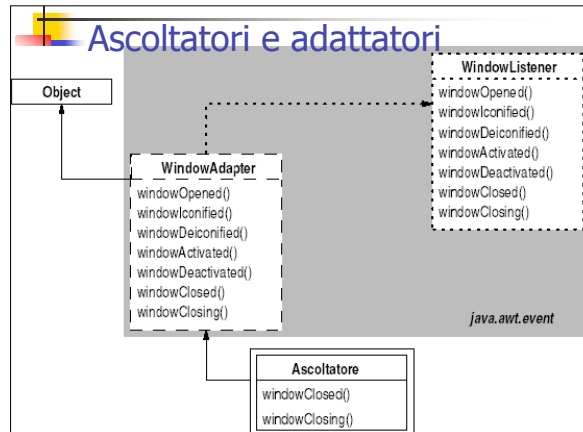 Ascoltatori e adattatori
WindowListener
windowOpened()
windowIconified()
windowDeiconified()
windowActivated()
windowDeactivated()
windowClosed()
windowClosing()
Object
WindowAdapter
windowOpened()
windowIconified()
windowDeiconified()
windowActivated()
windowDeactivated()
windowClosed()
windowClosing()
java.awt.event
Ascoltatore
windowClosed()
windowClosing()